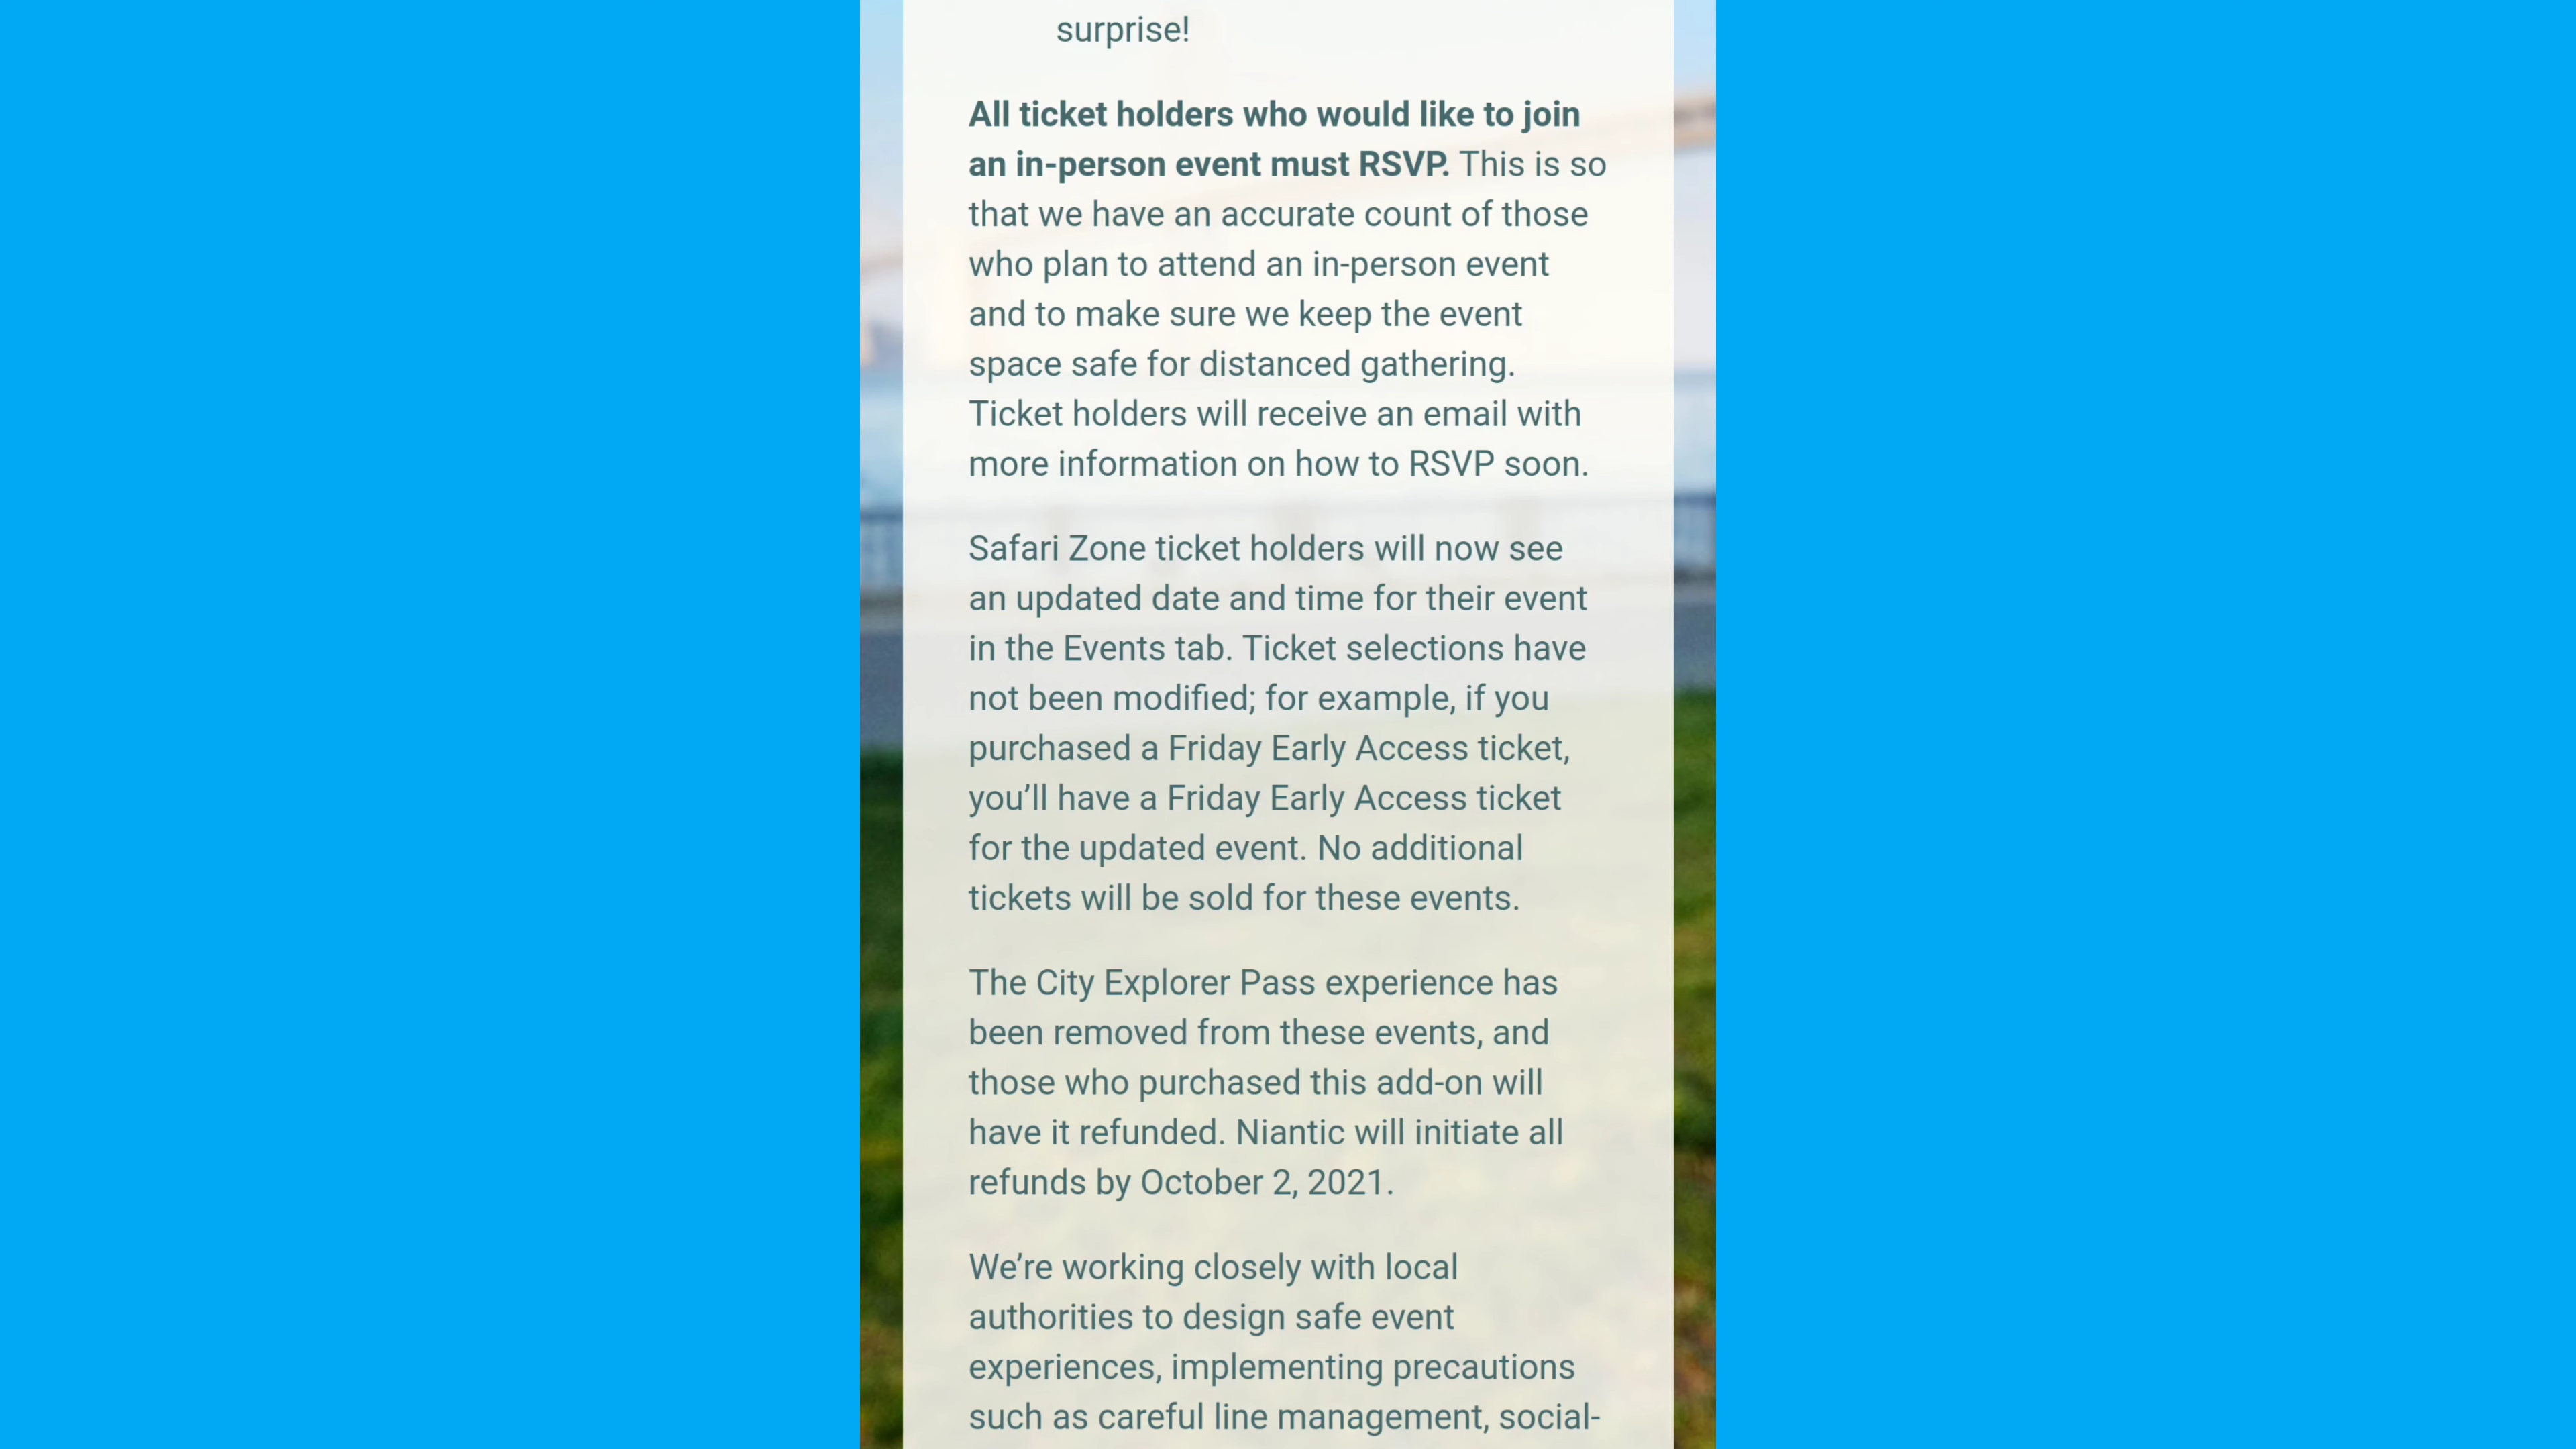 surprise!
All ticket holders who would like to join
an in-person event must RSVP. This is so
that we have an accurate count of those
who plan to attend an in-person event
and to make sure we keep the event
space safe for distanced gathering.
Ticket holders will receive an email with
more information on how to RSVP soon.
Safari Zone ticket holders will now see
an updated date and time for their event
in the Events tab. Ticket selections have
not been modified; for example, if you
purchased a Friday Early Access ticket,
you’ll have a Friday Early Access ticket
for the updated event. No additional
tickets will be sold for these events.
The City Explorer Pass experience has
been removed from these events, and
those who purchased this add-on will
have it refunded. Niantic will initiate all
refunds by October 2, 2021.
We’re working closely with local
authorities to design safe event
experiences, implementing precautions
such as careful line management, social-